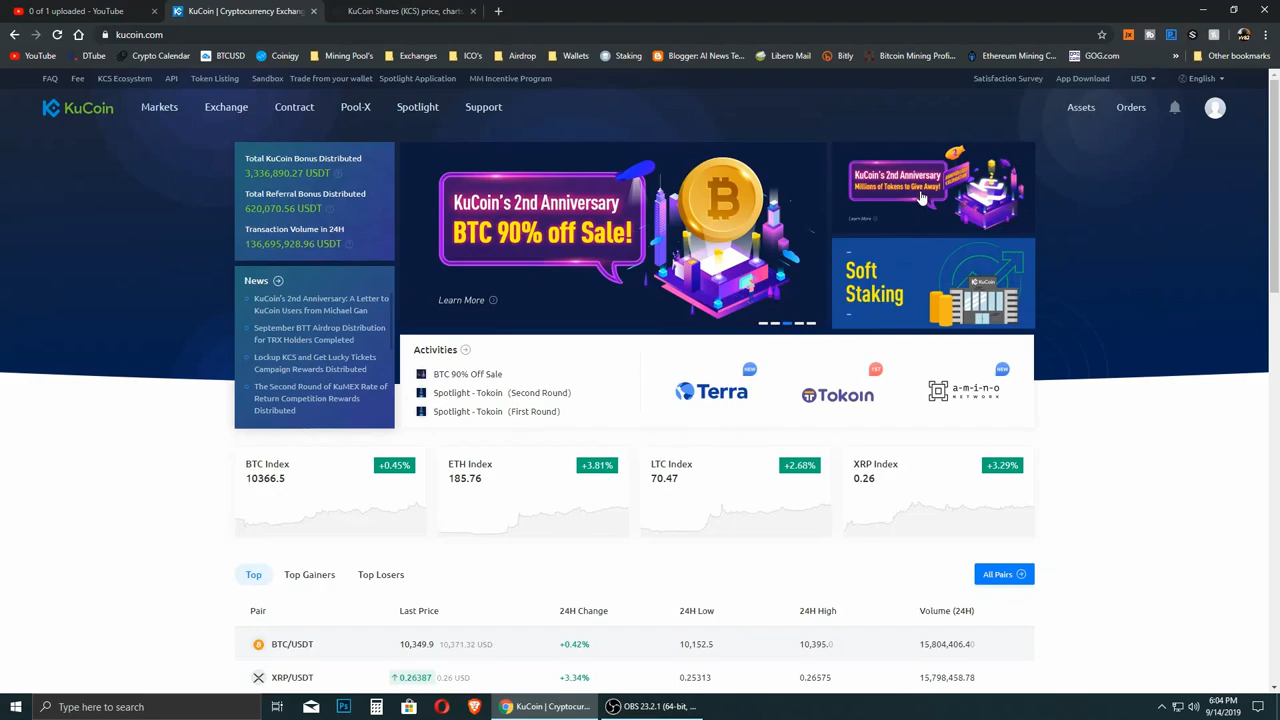 0 of 1 uploaded - YouTube
KuCoin | Cryptocurrency Exchang
KuCoin Shares (KCS) price, charts
kucoin.com
YouTube DTube Crypto Calendar BTCUSD Coinigy Mining Pool's Exchanges ICO's Airdrop Wallets Staking Blogger: AI News Te... Libero Mail Bitly Bitcoin Mining Profi... Ethereum Mining C... GOG.com » Other bookmarks
FAQ Fee KCS Ecosystem API Token Listing Sandbox Trade from your wallet Spotlight Application MM Incentive Program Satisfaction Survey App Download USD English
KuCoin Markets Exchange Contract Pool-X Spotlight Support Assets Orders
Total KuCoin Bonus Distributed
3,336,890.27 USDT
Total Referral Bonus Distributed
620,070.56 USDT
Transaction Volume in 24H
136,695,928.96 USDT
News
KuCoin's 2nd Anniversary: A Letter to
KuCoin Users from Michael Gan
September BTT Airdrop Distribution
for TRX Holders Completed
Lockup KCS and Get Lucky Tickets
Campaign Rewards Distributed
The Second Round of KuMEX Rate of
Return Competition Rewards
Distributed
KuCoin's 2nd Anniversary
BTC 90% off Sale!
Learn More
KuCoin's 2nd Anniversary
Millions of Tokens to Give Away!
Learn More
Soft
Staking
KuCoin
Activities
BTC 90% Off Sale
Spotlight - Tokoin (Second Round)
Spotlight - Tokoin (First Round)
NEW
Terra
1ST
Tokoin
NEW
a-m-i-n-o
NETWORK
BTC Index +0.45%
10366.5
ETH Index +3.81%
185.76
LTC Index +2.68%
70.47
XRP Index +3.29%
0.26
Top Top Gainers Top Losers All Pairs
Pair Last Price 24H Change 24H Low 24H High Volume (24H)
BTC/USDT 10,349.9 10,371.32 USD +0.42% 10,152.5 10,395.0 15,804,406.40
XRP/USDT ↑ 0.26387 0.26 USD +3.34% 0.25313 0.26575 15,798,458.78
Type here to search
KuCoin | Cryptocur...
OBS 23.2.1 (64-bit, ...
6:04 PM
9/14/2019